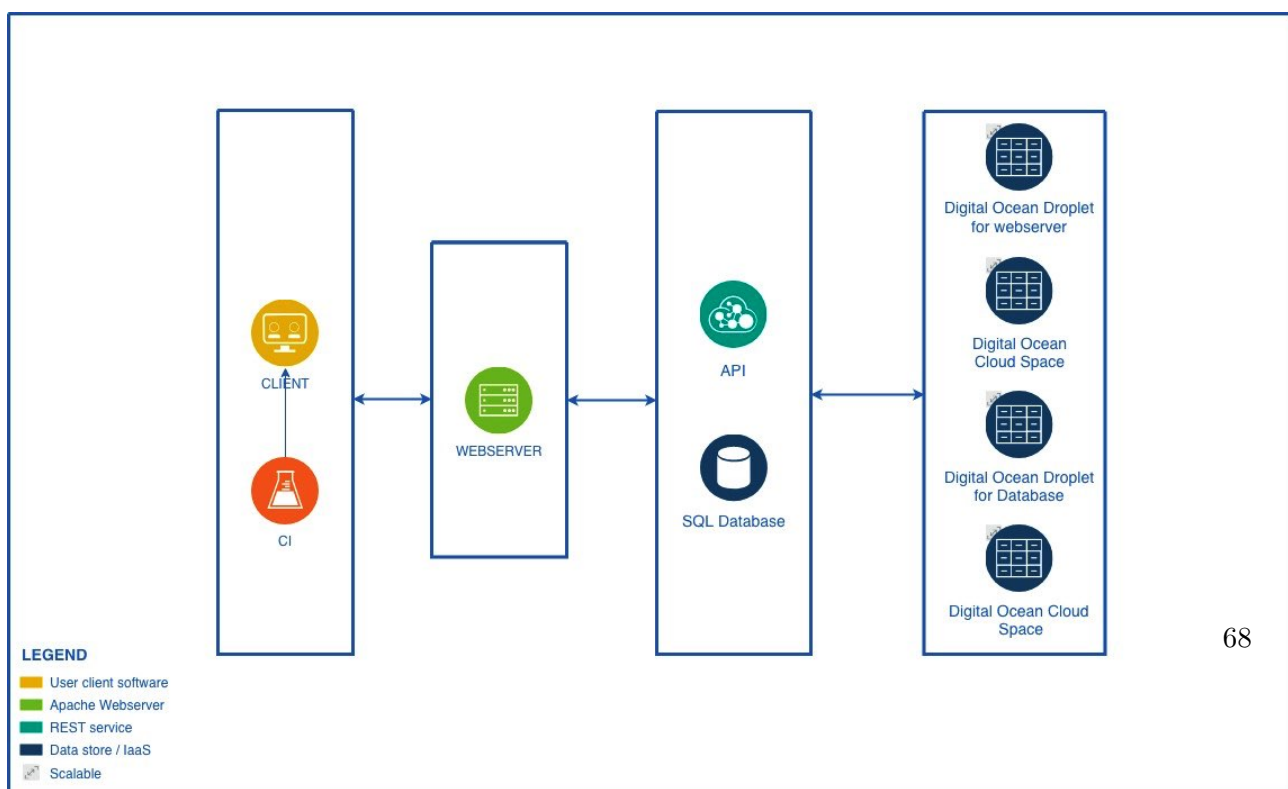 CLIENT
CI
WEBSERVER
API
SQL Database
Digital Ocean Droplet
for webserver
Digital Ocean
Cloud Space
Digital Ocean Droplet
for Database
Digital Ocean Cloud
Space
68
LEGEND
User client software
Apache Webserver
REST service
Data store / IaaS
Scalable